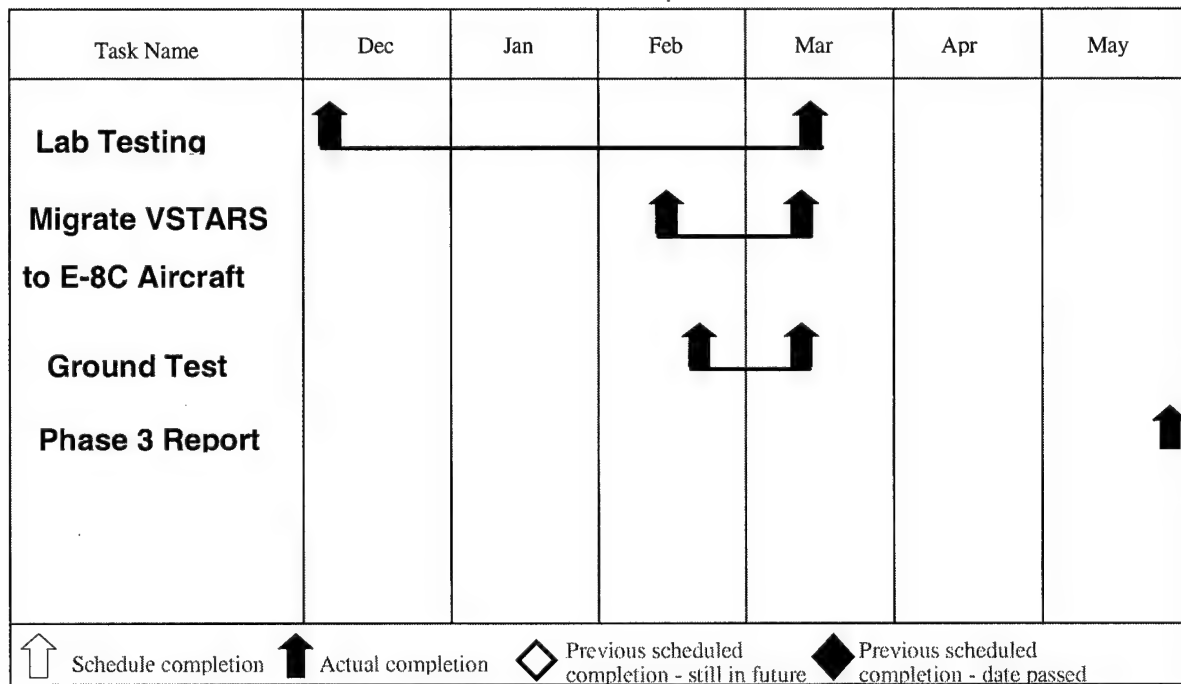 Task Name Dec Jan Feb Mar Apr May
Lab Testing
Migrate VSTARS
to E-8C Aircraft
Ground Test
Phase 3 Report
Schedule completion Actual completion Previous scheduled completion - still in future Previous scheduled completion - date passed